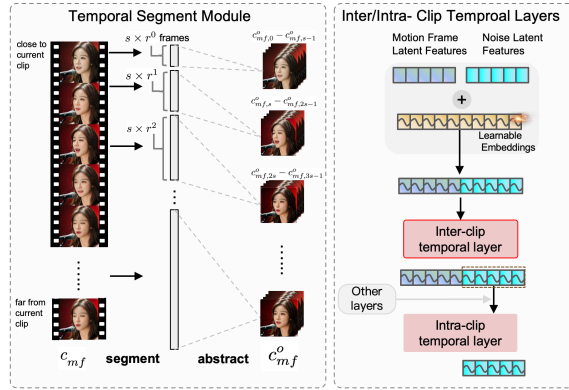 Temporal Segment Module
close to
current
clip
s × r^0 frames
s × r^1
s × r^2
c^o_{mf,0} − c^o_{mf,s−1}
c^o_{mf,s} − c^o_{mf,2s−1}
c^o_{mf,2s} − c^o_{mf,3s−1}
far from
current
clip
c_{mf} segment abstract c^o_{mf}
Inter/Intra- Clip Temproal Layers
Motion Frame
Latent Features
Noise Latent
Features
+
Learnable
Embeddings
Inter-clip
temporal layer
Other
layers
Intra-clip
temporal layer